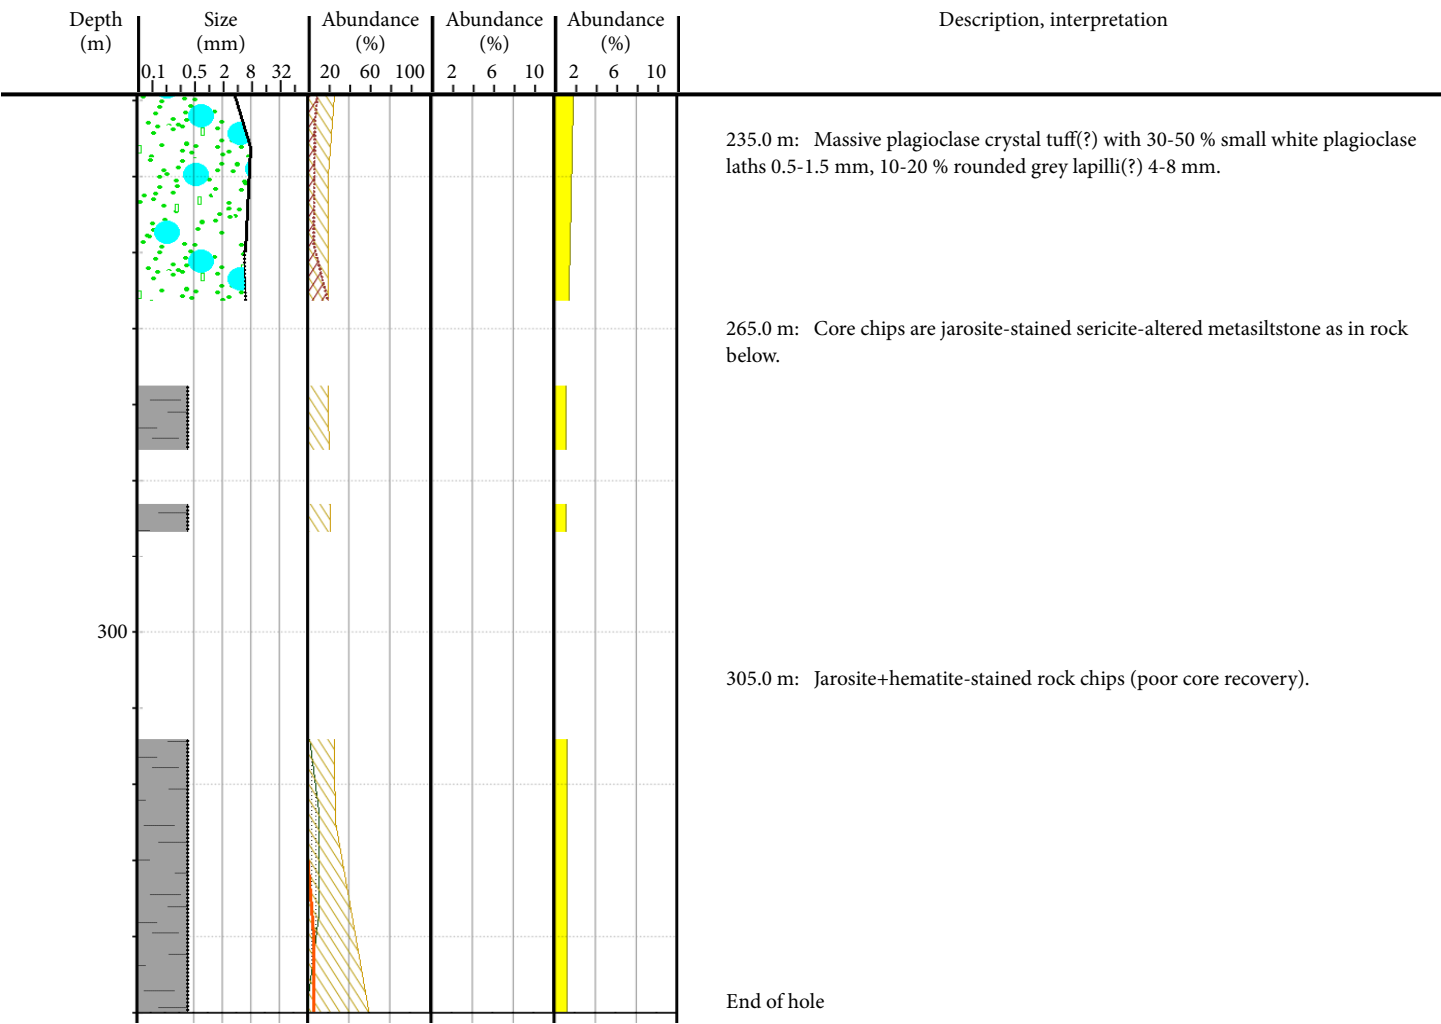 Depth (m)
Size (mm)
Abundance (%)
Abundance (%)
Abundance (%)
Description, interpretation
0.1 0.5 2 8 32
20 60 100
2 6 10
2 6 10
235.0 m: Massive plagioclase crystal tuff(?) with 30-50 % small white plagioclase
laths 0.5-1.5 mm, 10-20 % rounded grey lapilli(?) 4-8 mm.
265.0 m: Core chips are jarosite-stained sericite-altered metasiltstone as in rock
below.
300
305.0 m: Jarosite+hematite-stained rock chips (poor core recovery).
End of hole